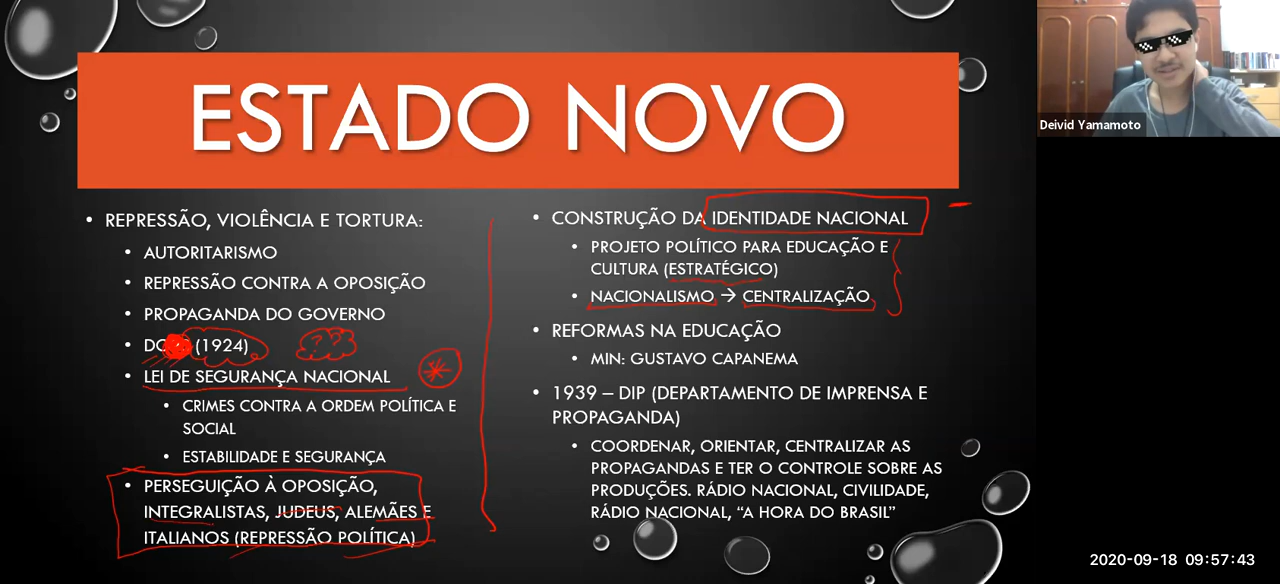 ESTADO NOVO
• REPRESSÃO, VIOLÊNCIA E TORTURA:
• AUTORITARISMO
• REPRESSÃO CONTRA A OPOSIÇÃO
• PROPAGANDA DO GOVERNO
• (1924) ??
• LEI DE SEGURANÇA NACIONAL
• CRIMES CONTRA A ORDEM POLÍTICA E
SOCIAL
• ESTABILIDADE E SEGURANÇA
• PERSEGUIÇÃO À OPOSIÇÃO,
INTEGRALISTAS, JUDEUS, ALEMÃES E
ITALIANOS (REPRESSÃO POLÍTICA)
• CONSTRUÇÃO DA IDENTIDADE NACIONAL
• PROJETO POLÍTICO PARA EDUCAÇÃO E
CULTURA (ESTRATÉGICO)
• NACIONALISMO → CENTRALIZAÇÃO
• REFORMAS NA EDUCAÇÃO
• MIN: GUSTAVO CAPANEMA
• 1939 – DIP (DEPARTAMENTO DE IMPRENSA E
PROPAGANDA)
• COORDENAR, ORIENTAR, CENTRALIZAR AS
PROPAGANDAS E TER O CONTROLE SOBRE AS
PRODUÇÕES. RÁDIO NACIONAL, CIVILIDADE,
RÁDIO NACIONAL, “A HORA DO BRASIL”
Deivid Yamamoto
2020-09-18 09:57:43